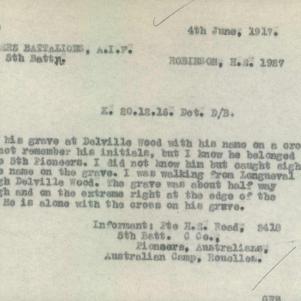 4th June, 1917.
ERS BATTALIONS, A.I.F.
5th Batty,
ROBINSON, H.S. 1987
K. 20.12.16. Det. D/B.
his grave at Delville Wood with his name on a cro
not remember his initials, but I know he belonged
e 5th Pioneers. I did not know him but caught sigh
e name on the grave. I was walking from Longueval
gh Delville Wood. The grave was about half way
gh and on the extreme right at the edge of the
He is alone with the cross on his grave.
Informant: Pte H.S. Read, 2418
5th Batt. C Co.,
Pioneers, Australians,
Australian Camp, Rouelles.